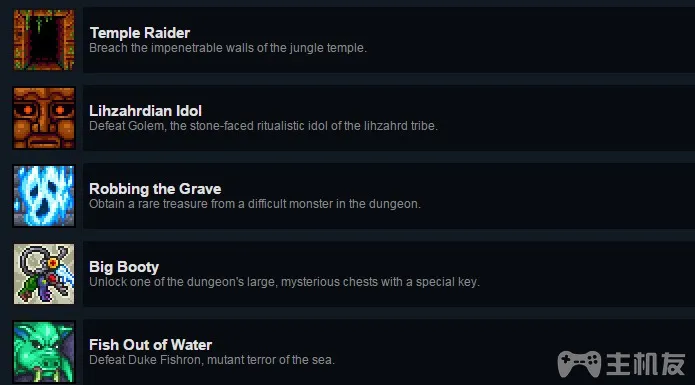 Temple Raider
Breach the impenetrable walls of the jungle temple.
Lihzahrdian Idol
Defeat Golem, the stone-faced ritualistic idol of the lihzahrd tribe.
Robbing the Grave
Obtain a rare treasure from a difficult monster in the dungeon.
Big Booty
Unlock one of the dungeon's large, mysterious chests with a special key.
Fish Out of Water
Defeat Duke Fishron, mutant terror of the sea.
主机友